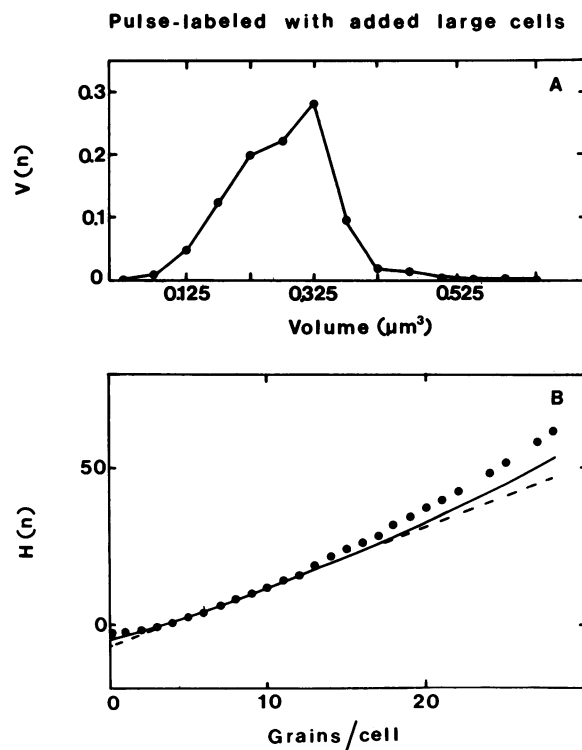 Pulse-labeled with added large cells
A
0.3
0.2
0.1
0
V(n)
0.125 0.325 0.525
Volume (µm³)
B
50
0
H(n)
0 10 20
Grains/cell